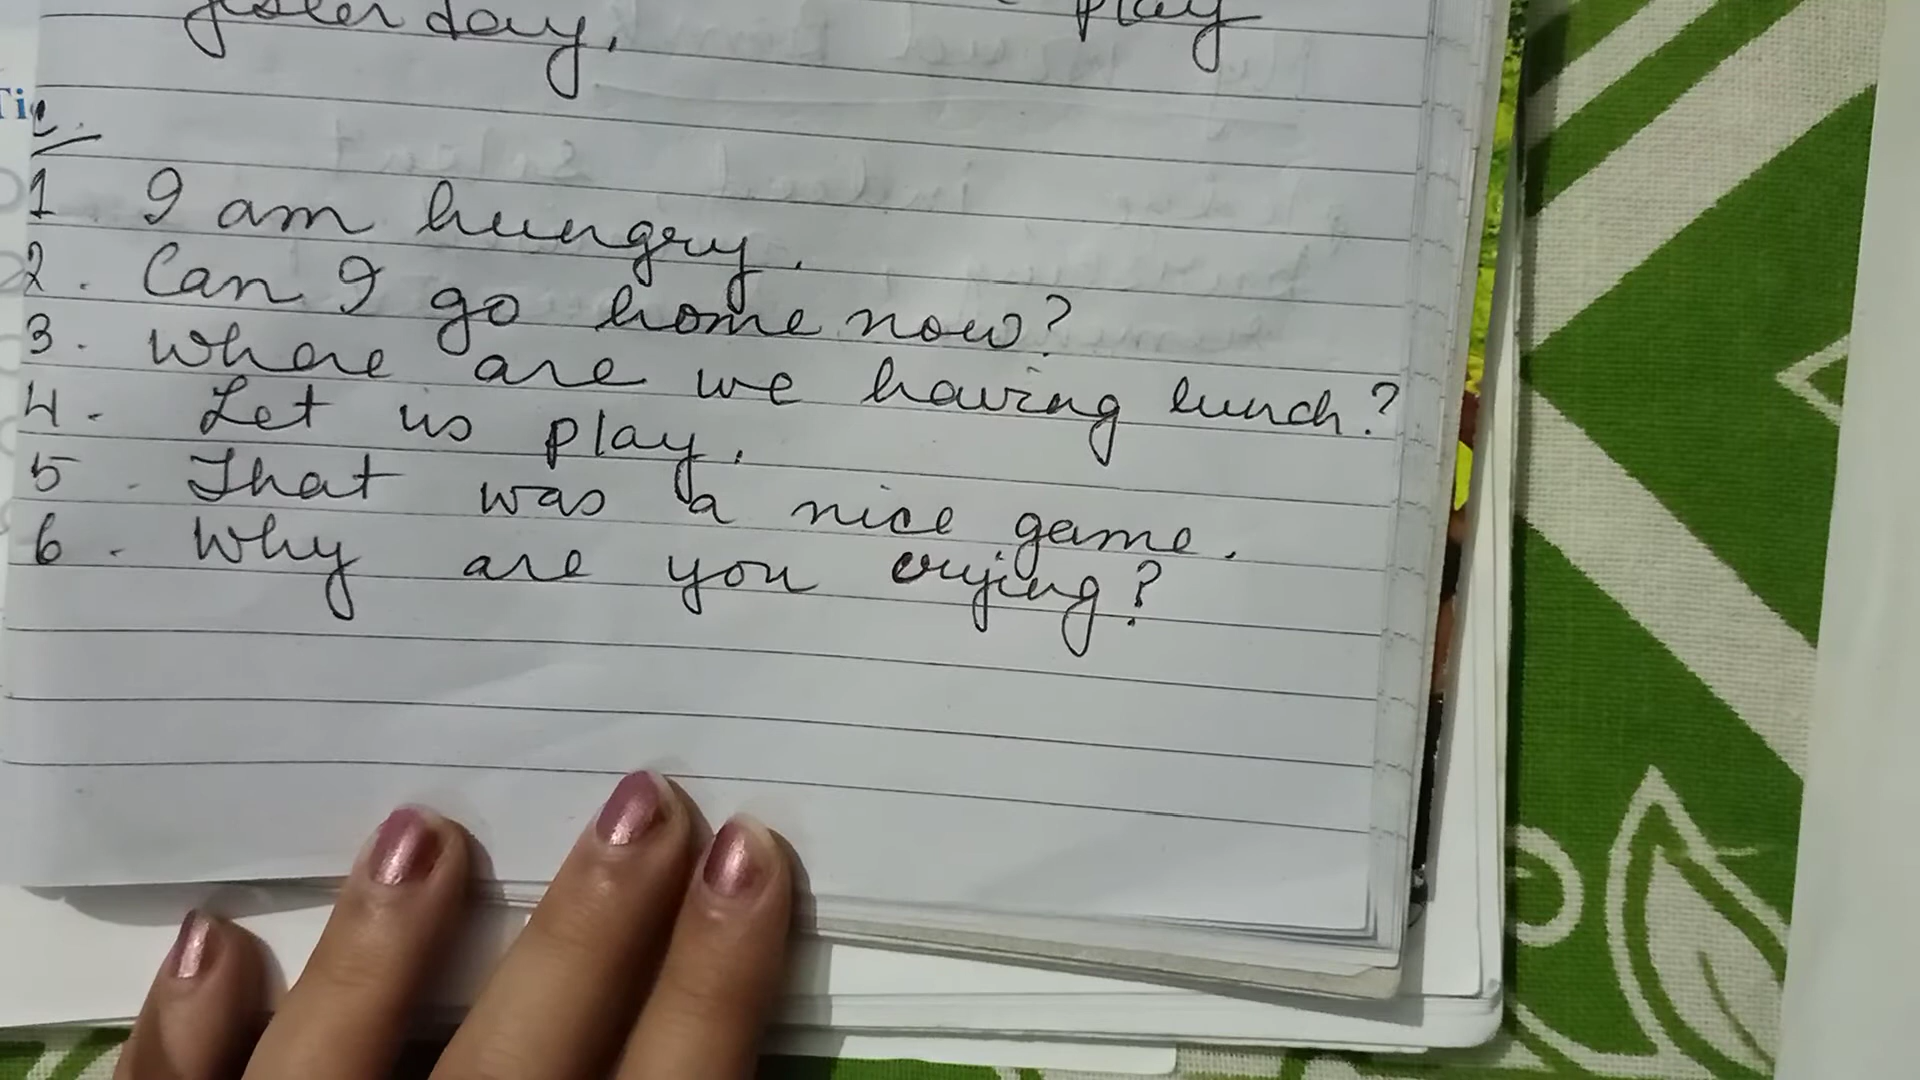 yesterday, play
Tic
C.
1. I am hungry.
2. Can I go home now?
3. Where are we having lunch?
4. Let us play.
5. That was a nice game.
6. Why are you crying?